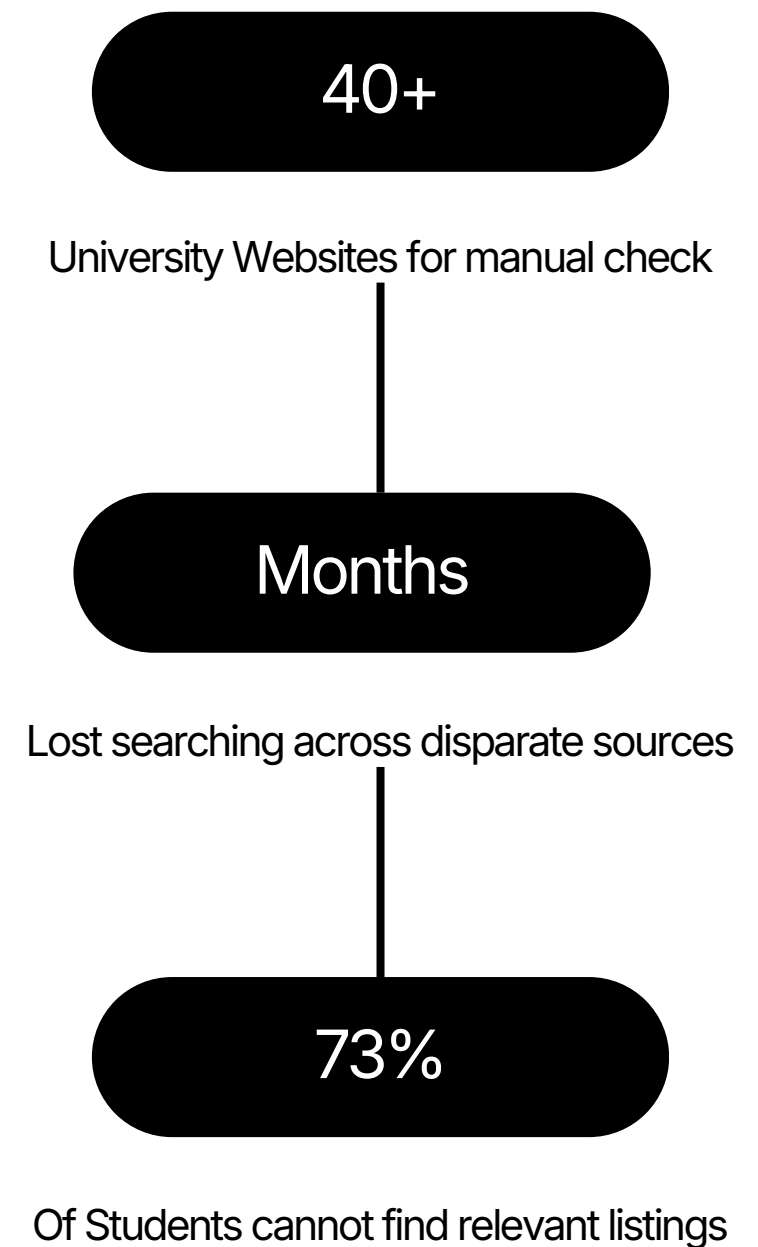 40+
University Websites for manual check
Months
Lost searching across disparate sources
73%
Of Students cannot find relevant listings